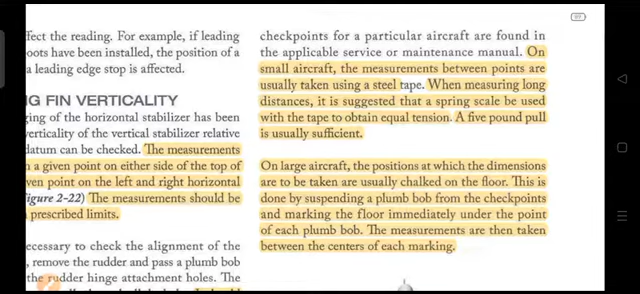 ffect the reading. For example, if leading
oots have been installed, the position of a
a leading edge stop is affected.
NG FIN VERTICALITY
ging of the horizontal stabilizer has been
verticality of the vertical stabilizer relative
datum can be checked. The measurements
n a given point on either side of the top of
ven point on the left and right horizontal
igure 2-22) The measurements should be
prescribed limits.
ecessary to check the alignment of the
, remove the rudder and pass a plumb bob
the rudder hinge attachment holes. The
checkpoints for a particular aircraft are found in
the applicable service or maintenance manual. On
small aircraft, the measurements between points are
usually taken using a steel tape. When measuring long
distances, it is suggested that a spring scale be used
with the tape to obtain equal tension. A five pound pull
is usually sufficient.
On large aircraft, the positions at which the dimensions
are to be taken are usually chalked on the floor. This is
done by suspending a plumb bob from the checkpoints
and marking the floor immediately under the point
of each plumb bob. The measurements are then taken
between the centers of each marking.